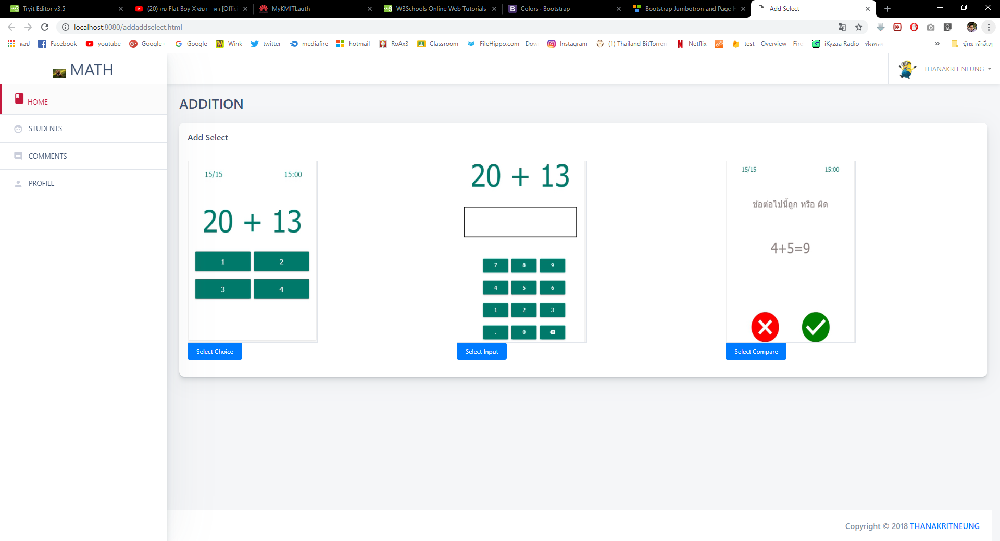 Tryit Editor v3.5
(20) กบ Flat Boy X ซบา - หา [Offic
MyKMITLauth
W3Schools Online Web Tutorials
Colors · Bootstrap
Bootstrap Jumbotron and Page H
Add Select
localhost:8080/addaddselect.html
แอป
Facebook
youtube
Google+
Google
Wink
twitter
mediafire
hotmail
RoAx3
Classroom
FileHippo.com - Dow
Instagram
(1) Thailand BitTorren
Netflix
test – Overview – Fire
iKyzaa Radio - ฟังเพลง
บุ๊กมาร์กอื่นๆ
MATH
THANAKRIT NEUNG
HOME
STUDENTS
COMMENTS
PROFILE
ADDITION
Add Select
15/15 15:00
20 + 13
1 2
3 4
Select Choice
20 + 13
7 8 9
4 5 6
1 2 3
. 0
Select Input
15/15 15:00
ข้อต่อไปนี้ถูก หรือ ผิด
4+5=9
Select Compare
Copyright © 2018 THANAKRITNEUNG